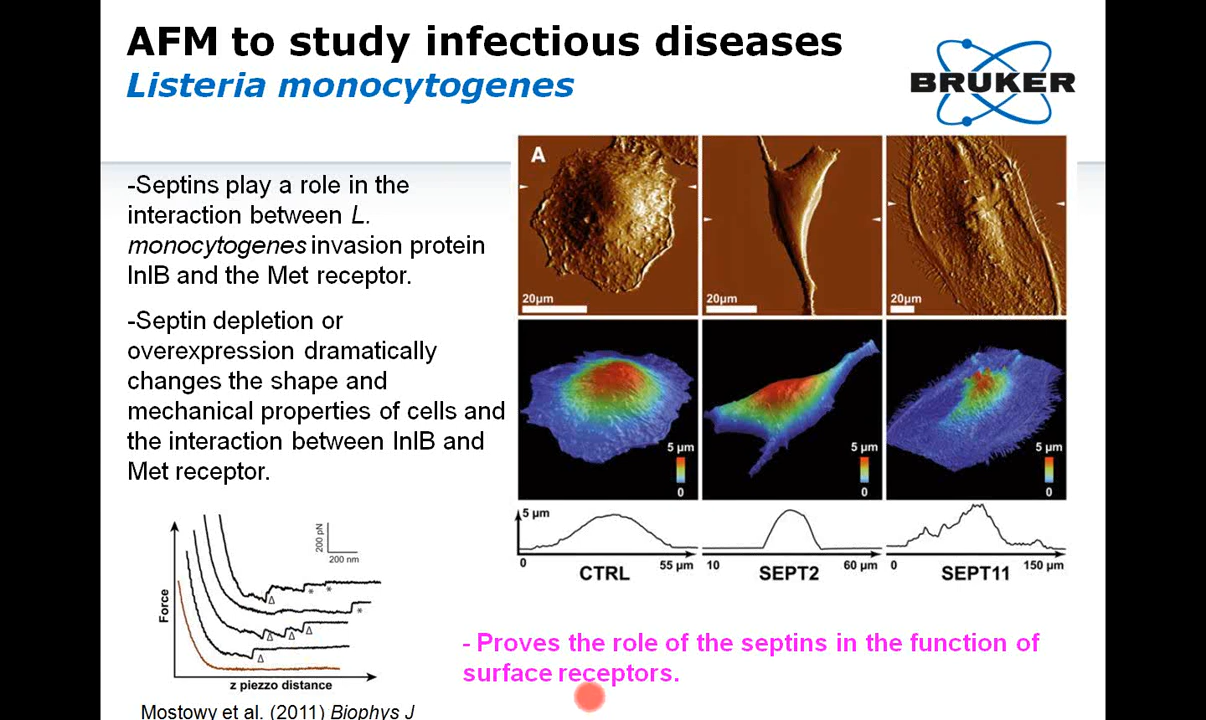 AFM to study infectious diseases
Listeria monocytogenes
BRUKER
-Septins play a role in the
interaction between L.
monocytogenes invasion protein
InlB and the Met receptor.
-Septin depletion or
overexpression dramatically
changes the shape and
mechanical properties of cells and
the interaction between InlB and
Met receptor.
A
20µm
20µm
20µm
5 µm
0
5 µm
0
5 µm
0
5 µm
0
55 µm
10
60 µm
0
150 µm
CTRL
SEPT2
SEPT11
200 pN
200 nm
Force
Δ
*
*
*
Δ
Δ
Δ
Δ
z piezzo distance
- Proves the role of the septins in the function of
surface receptors.
Mostowy et al. (2011) Biophys J